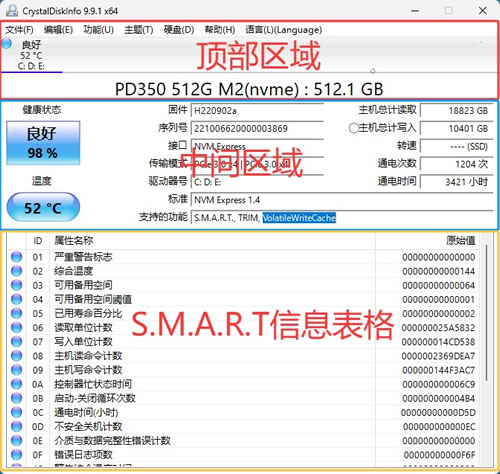 CrystalDiskInfo 9.9.1 x64
文件(F) 编辑(E) 功能(U) 主题(T) 硬盘(D) 帮助(H) 语言(L)(Language)
良好
52 °C
C: D: E:
顶部区域
PD350 512G M2(nvme) : 512.1 GB
健康状态
良好
98 %
温度
52 °C
固件 H220902a 主机总计读取 18823 GB
序列号 221006620000003869 主机总计写入 10401 GB
接口 NVM Express 转速 ---- (SSD)
传输模式 PCIe 3.0 x4 | PCIe 3.0 x4 通电次数 1204 次
驱动器号 C: D: E: 通电时间 3421 小时
中间区域
标准 NVM Express 1.4
支持的功能 S.M.A.R.T., TRIM, VolatileWriteCache
ID 属性名称 原始值
01 严重警告标志 00000000000000
02 综合温度 00000000000144
03 可用备用空间 00000000000064
04 可用备用空间阈值 00000000000001
05 已用寿命百分比 00000000000002
06 读取单位计数 000000025A5832
07 写入单位计数 000000014CD538
08 主机读命令计数 0000002369DEA7
09 主机写命令计数 000000144F3AC7
0A 控制器忙状态时间 000000000006C9
0B 启动-关闭循环次数 000000000004B4
0C 通电时间(小时) 00000000000D5D
0D 不安全关机计数 000000000000EC
0E 介质与数据完整性错误计数 00000000000000
0F 错误日志项数 00000000000F6F
S.M.A.R.T信息表格